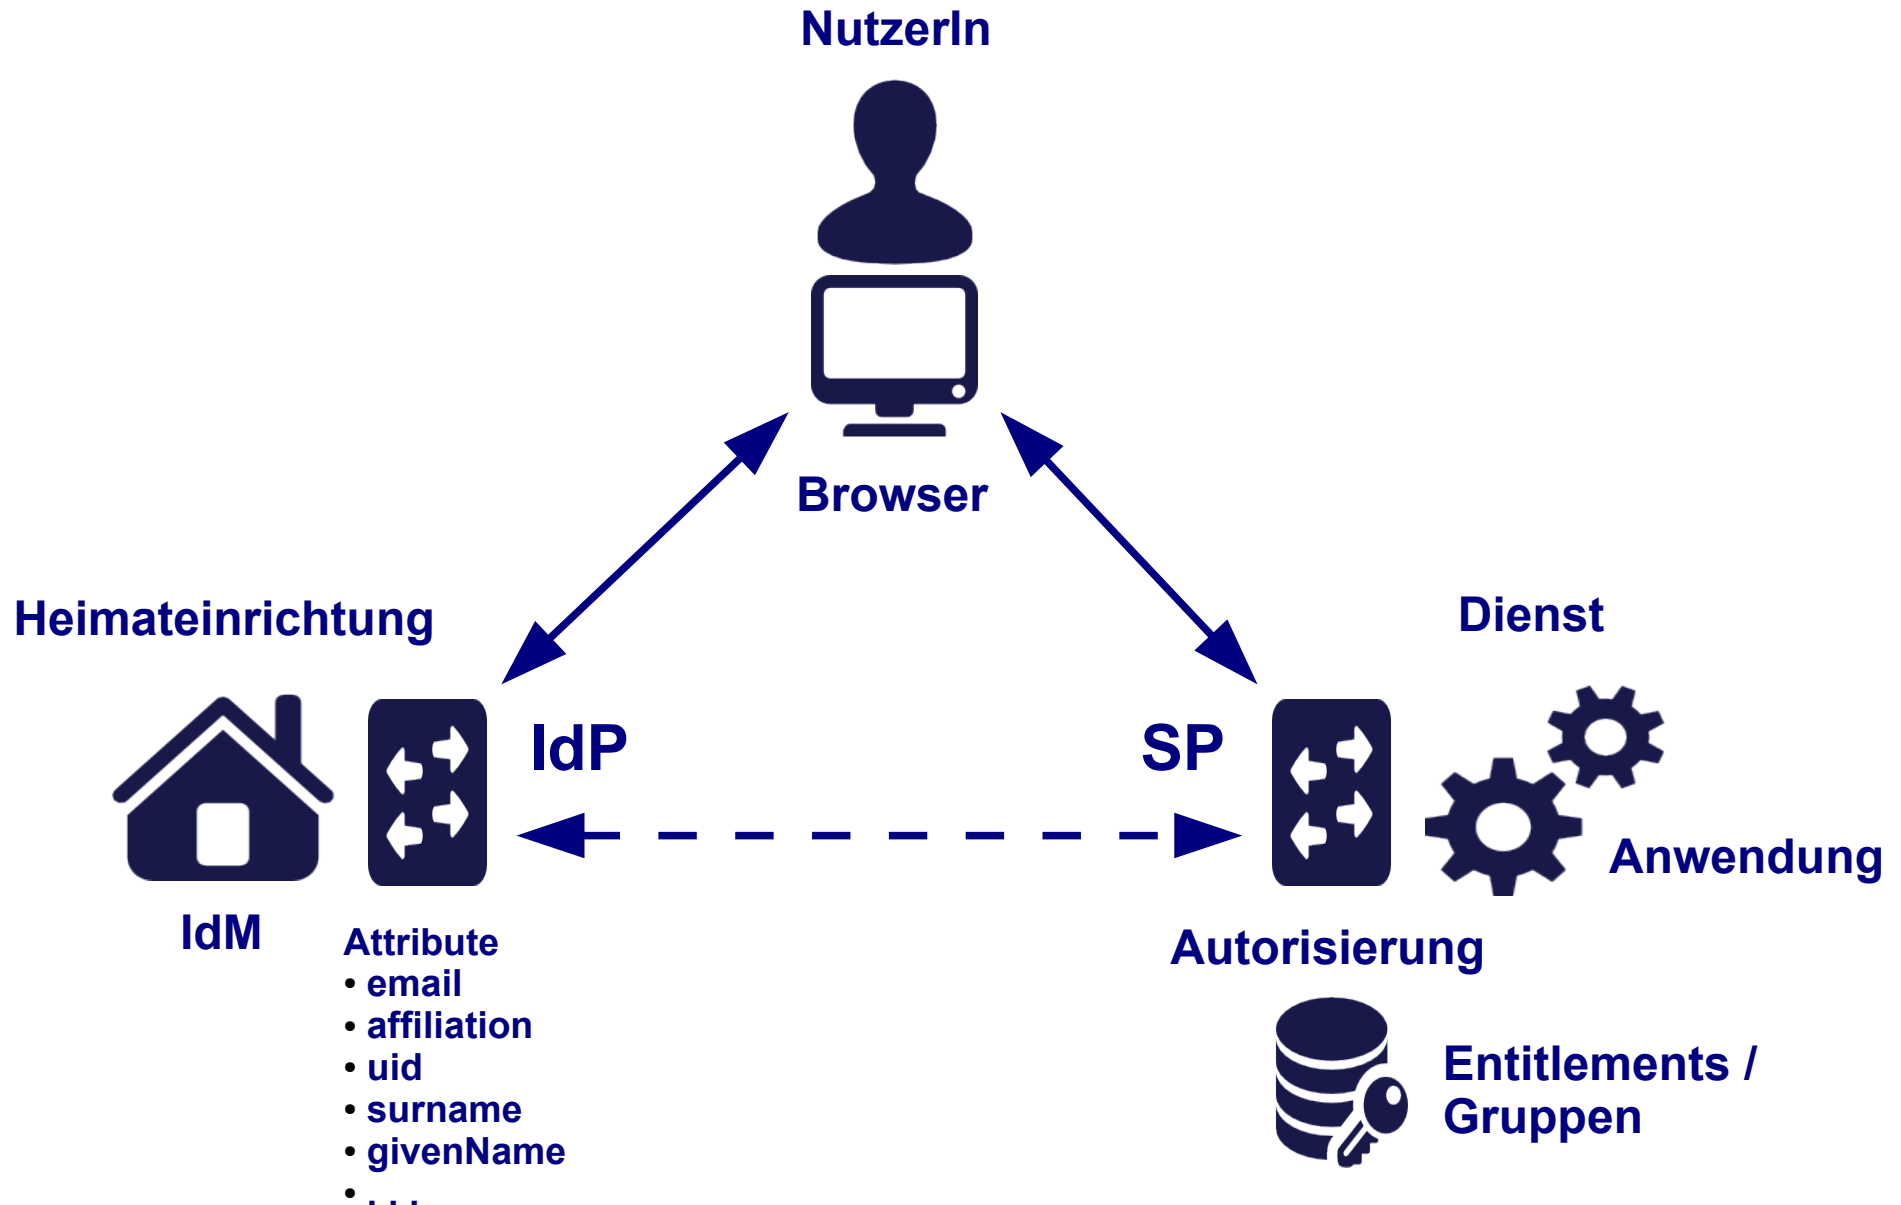 NutzerIn
Browser
Heimateinrichtung
Dienst
IdP
SP
Anwendung
IdM
Attribute
• email
• affiliation
• uid
• surname
• givenName
• . . .
Autorisierung
Entitlements /
Gruppen